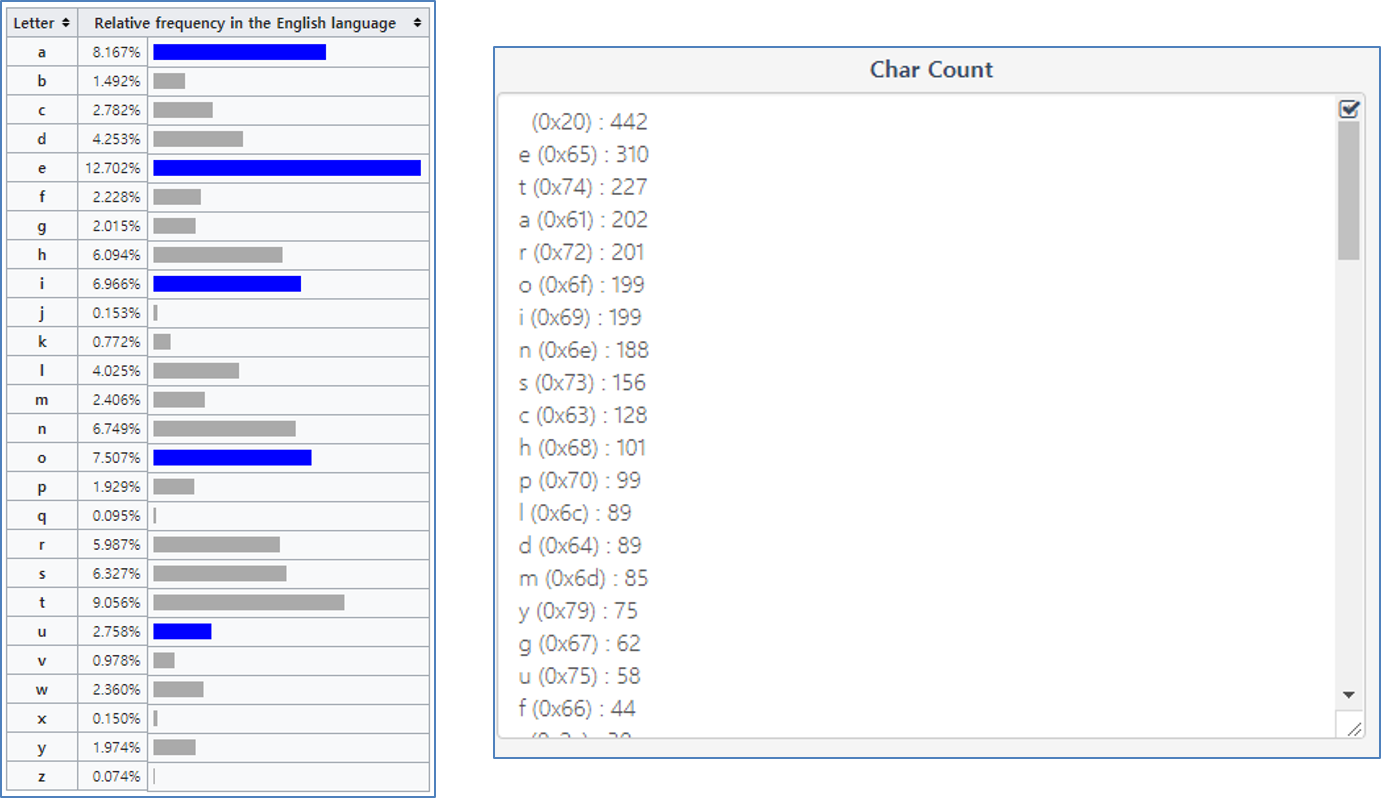 Letter Relative frequency in the English language
a 8.167%
b 1.492%
c 2.782%
d 4.253%
e 12.702%
f 2.228%
g 2.015%
h 6.094%
i 6.966%
j 0.153%
k 0.772%
l 4.025%
m 2.406%
n 6.749%
o 7.507%
p 1.929%
q 0.095%
r 5.987%
s 6.327%
t 9.056%
u 2.758%
v 0.978%
w 2.360%
x 0.150%
y 1.974%
z 0.074%
Char Count
(0x20) : 442
e (0x65) : 310
t (0x74) : 227
a (0x61) : 202
r (0x72) : 201
o (0x6f) : 199
i (0x69) : 199
n (0x6e) : 188
s (0x73) : 156
c (0x63) : 128
h (0x68) : 101
p (0x70) : 99
l (0x6c) : 89
d (0x64) : 89
m (0x6d) : 85
y (0x79) : 75
g (0x67) : 62
u (0x75) : 58
f (0x66) : 44